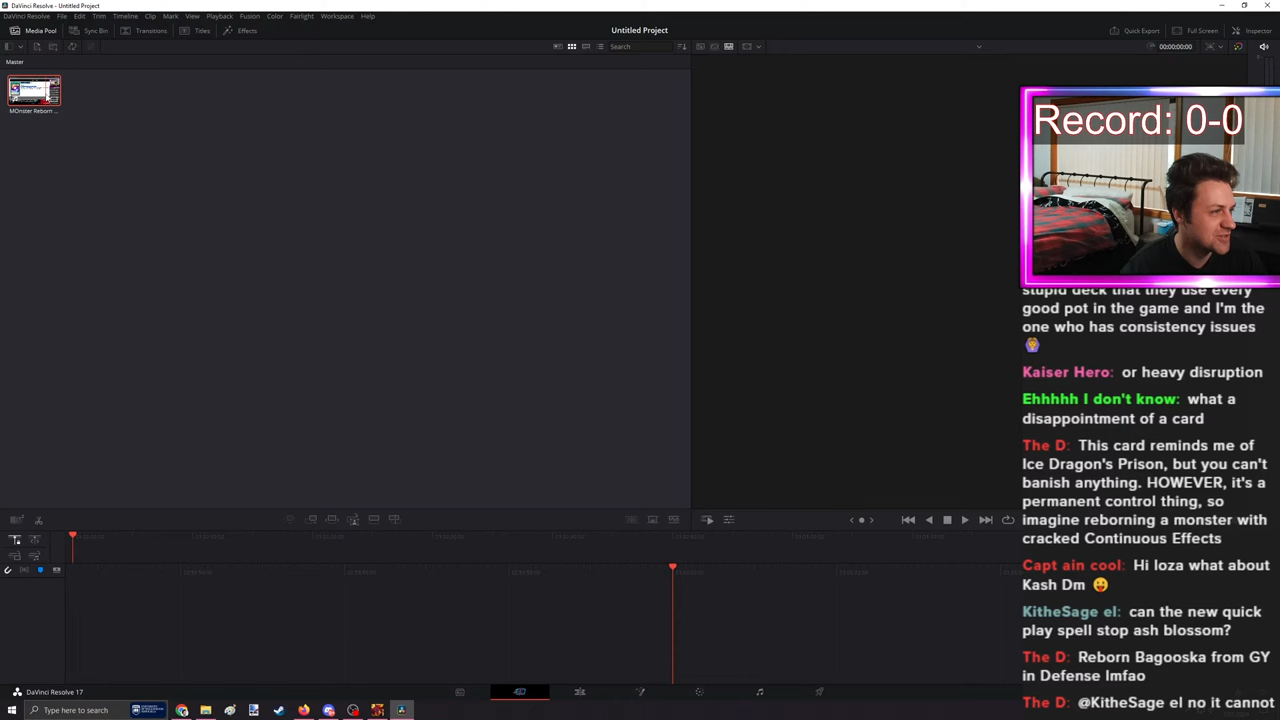 DaVinci Resolve - Untitled Project
DaVinci Resolve File Edit Trim Timeline Clip Mark View Playback Fusion Color Fairlight Workspace Help
Media Pool Sync Bin Transitions Titles Effects Untitled Project Quick Export Full Screen Inspector
Search 00:00:00:00
Master
MOnster Reborn ...
Record: 0-0
stupid deck that they use every
good pot in the game and I'm the
one who has consistency issues
🙆
Kaiser Hero: or heavy disruption
Ehhhhh I don't know: what a
disappointment of a card
The D: This card reminds me of
Ice Dragon's Prison, but you can't
banish anything. HOWEVER, it's a
permanent control thing, so
imagine reborning a monster with
cracked Continuous Effects
Capt ain cool: Hi loza what about
Kash Dm 😛
KitheSage el: can the new quick
play spell stop ash blossom?
The D: Reborn Bagooska from GY
in Defense lmfao
The D: @KitheSage el no it cannot
DaVinci Resolve 17
Type here to search